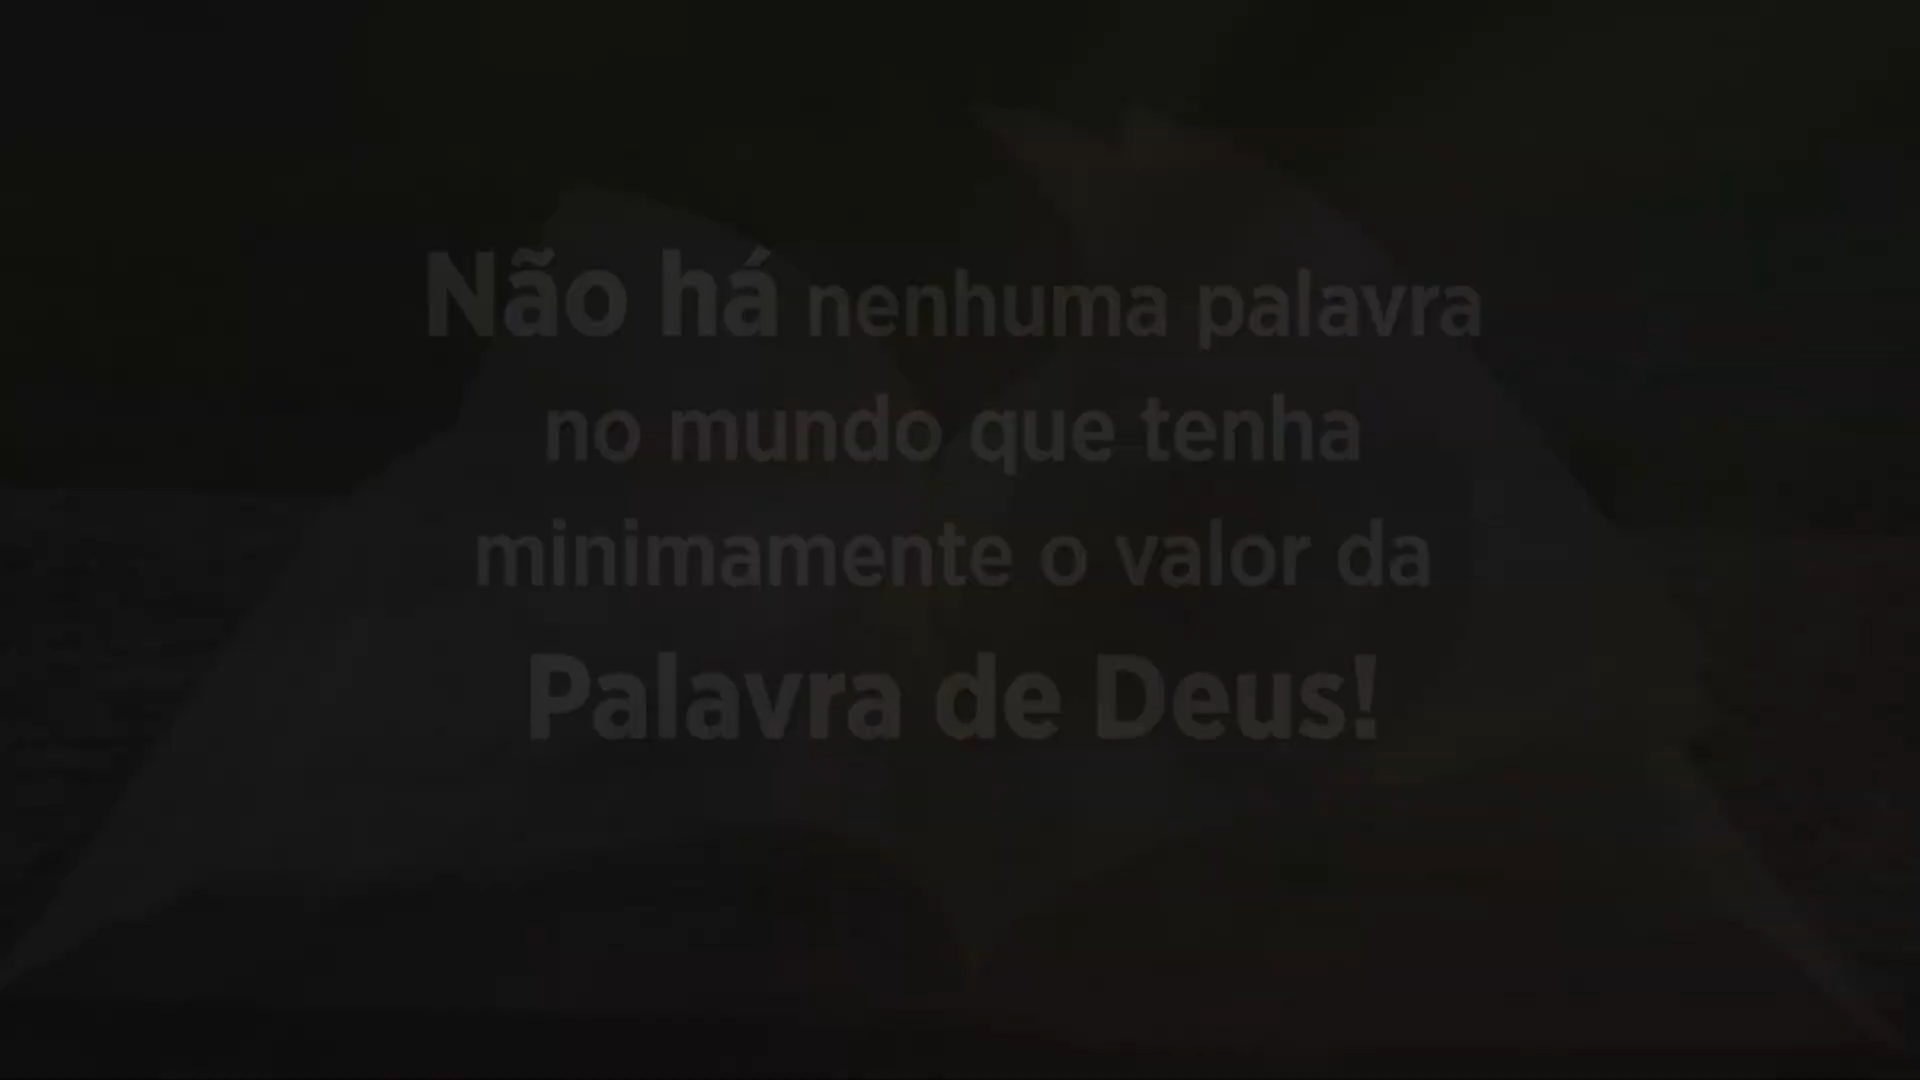 Não há nenhuma palavra
no mundo que tenha
minimamente o valor da
Palavra de Deus!